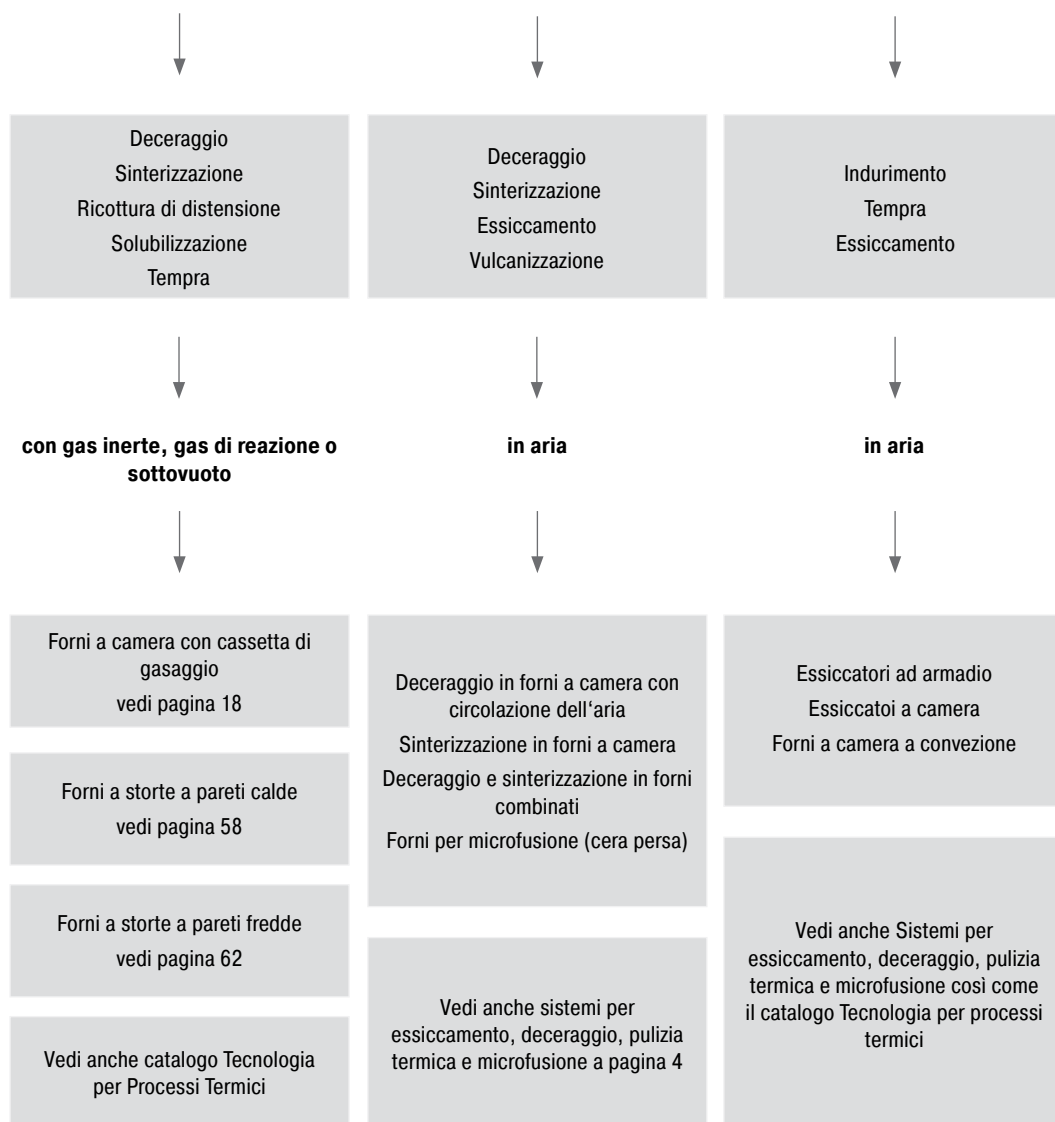 Deceraggio
Sinterizzazione
Ricottura di distensione
Solubilizzazione
Tempra
Deceraggio
Sinterizzazione
Essiccamento
Vulcanizzazione
Indurimento
Tempra
Essiccamento
con gas inerte, gas di reazione o
sottovuoto
in aria
in aria
Forni a camera con cassetta di
gasaggio
vedi pagina 18
Forni a storte a pareti calde
vedi pagina 58
Forni a storte a pareti fredde
vedi pagina 62
Vedi anche catalogo Tecnologia
per Processi Termici
Deceraggio in forni a camera con
circolazione dell‘aria
Sinterizzazione in forni a camera
Deceraggio e sinterizzazione in forni
combinati
Forni per microfusione (cera persa)
Vedi anche sistemi per
essiccamento, deceraggio, pulizia
termica e microfusione a pagina 4
Essiccatori ad armadio
Essiccatoi a camera
Forni a camera a convezione
Vedi anche Sistemi per
essiccamento, deceraggio, pulizia
termica e microfusione così come
il catalogo Tecnologia per processi
termici